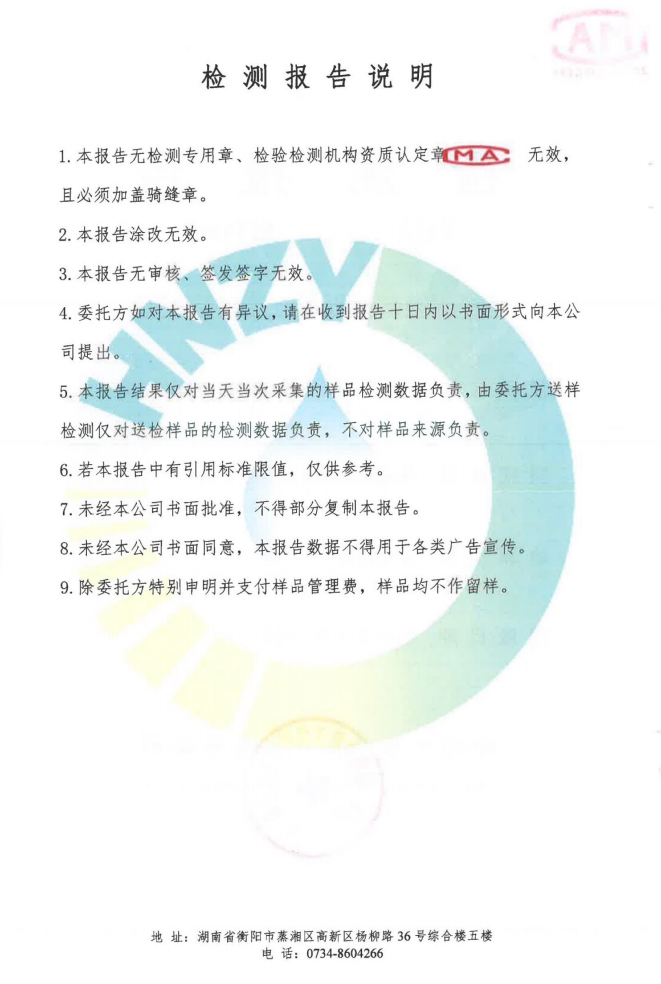 检测报告说明
1.本报告无检测专用章、检验检测机构资质认定章MA 无效，
且必须加盖骑缝章。
2.本报告涂改无效。
3.本报告无审核、签发签字无效。
4.委托方如对本报告有异议，请在收到报告十日内以书面形式向本公
司提出。
5.本报告结果仅对当天当次采集的样品检测数据负责，由委托方送样
检测仅对送检样品的检测数据负责，不对样品来源负责。
6.若本报告中有引用标准限值，仅供参考。
7.未经本公司书面批准，不得部分复制本报告。
8.未经本公司书面同意，本报告数据不得用于各类广告宣传。
9.除委托方特别申明并支付样品管理费，样品均不作留样。
HNZY
地 址：湖南省衡阳市蒸湘区高新区杨柳路 36 号综合楼五楼
电 话：0734-8604266